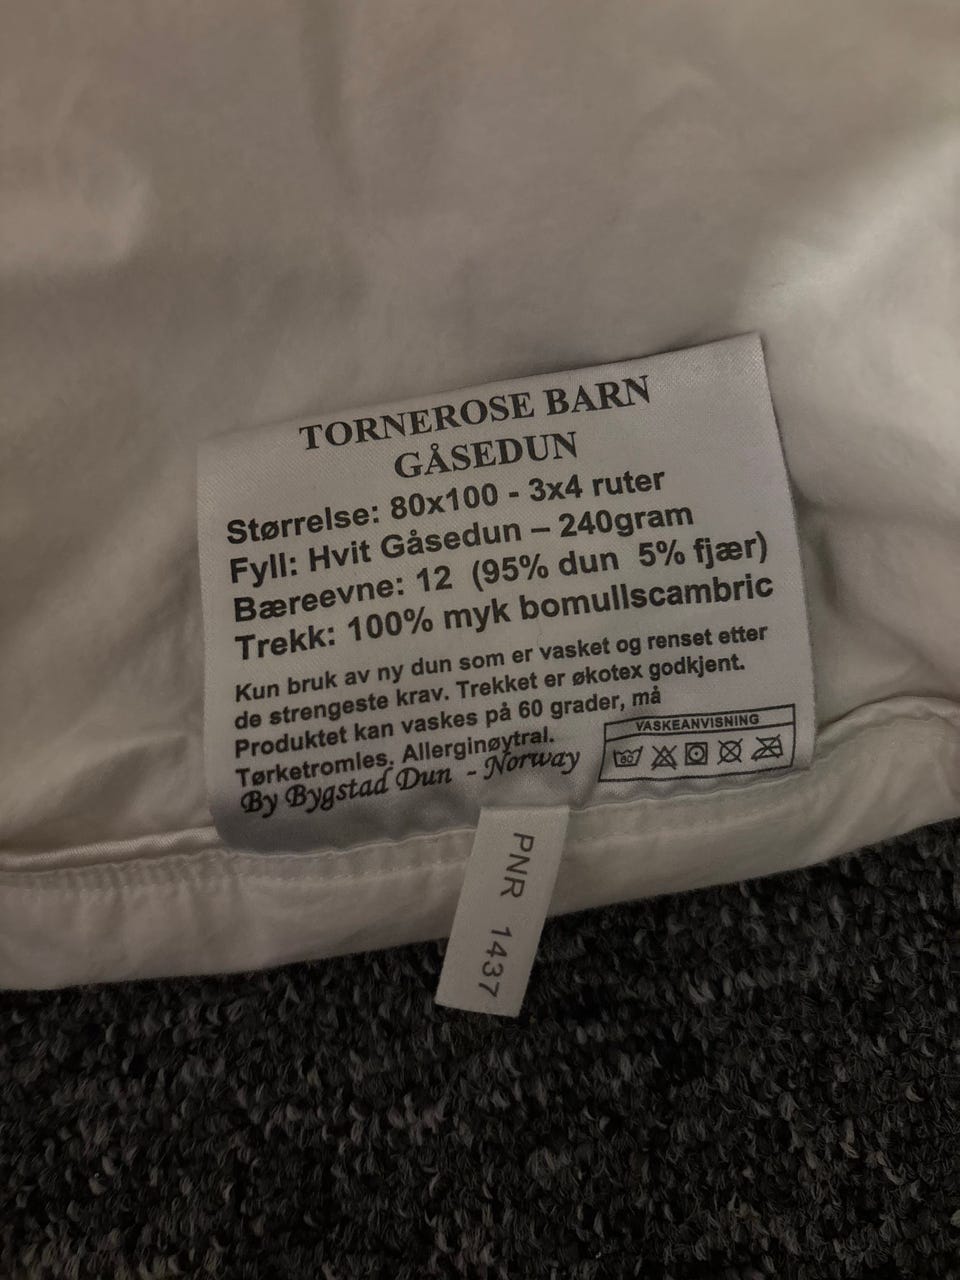 TORNEROSE BARN
GÅSEDUN
Størrelse: 80x100 - 3x4 ruter
Fyll: Hvit Gåsedun – 240gram
Bæreevne: 12 (95% dun 5% fjær)
Trekk: 100% myk bomullscambric
Kun bruk av ny dun som er vasket og renset etter
de strengeste krav. Trekket er økotex godkjent.
Produktet kan vaskes på 60 grader, må
Tørketromles. Allerginøytral.
By Bygstad Dun - Norway
VASKEANVISNING
PNR 1437